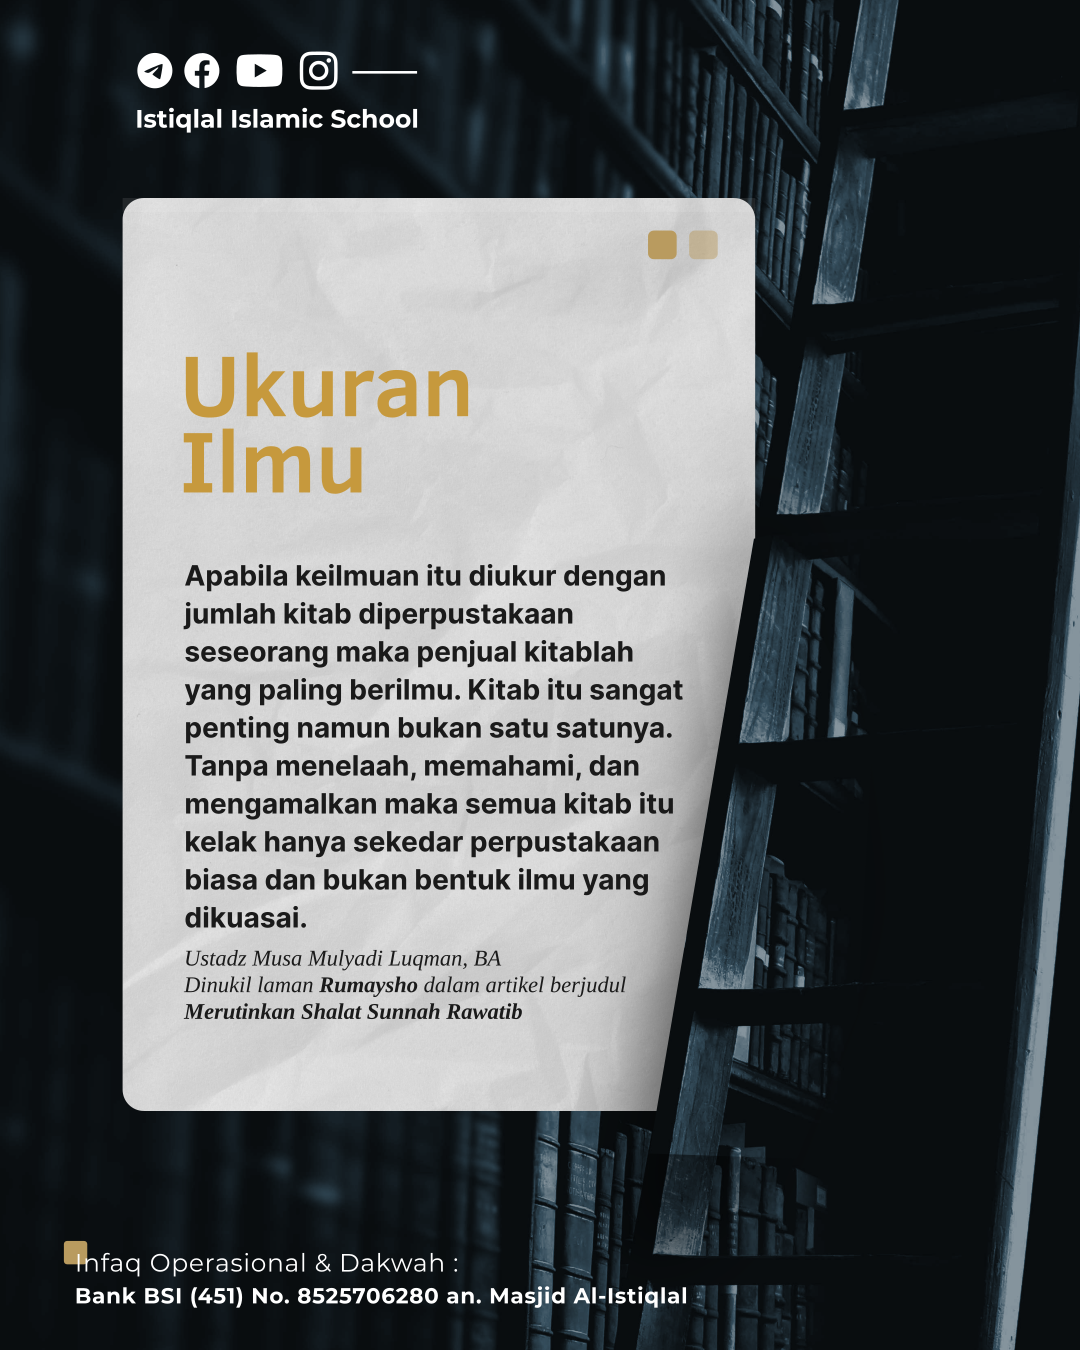 Istiqlal Islamic School
Ukuran
Ilmu
Apabila keilmuan itu diukur dengan
jumlah kitab diperpustakaan
seseorang maka penjual kitablah
yang paling berilmu. Kitab itu sangat
penting namun bukan satu satunya.
Tanpa menelaah, memahami, dan
mengamalkan maka semua kitab itu
kelak hanya sekedar perpustakaan
biasa dan bukan bentuk ilmu yang
dikuasai.
Ustadz Musa Mulyadi Luqman, BA
Dinukil laman Rumaysho dalam artikel berjudul
Merutinkan Shalat Sunnah Rawatib
Infaq Operasional & Dakwah :
Bank BSI (451) No. 8525706280 an. Masjid Al-Istiqlal